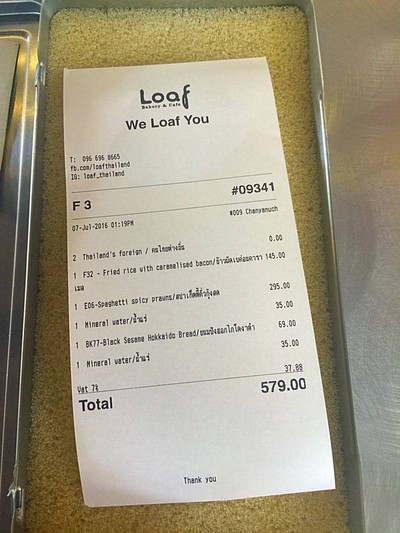 Loaf
Bakery & Cafe
We Loaf You
T: 096 696 8665
fb.com/loafthailand
IG: loaf_thailand
F 3 #09341
07-Jul-2016 01:19PM #009 Chanyanuch
2 Thailand's foreign / คนไทยต่างถิ่น 0.00
1 F32 - Fried rice with caramelised bacon/ข้าวผัดเบค่อนคารา 145.00
เมล
1 E06-Spaghetti spicy prawns/สปาเก็ตตี้คั่วกุ้งสด 295.00
1 Mineral water/น้ำแร่ 35.00
1 BK77-Black Sesame Hokkaido Bread/ขนมปังฮอกไกโดงาดำ 69.00
1 Mineral water/น้ำแร่ 35.00
Vat 7% 37.88
Total 579.00
Thank you